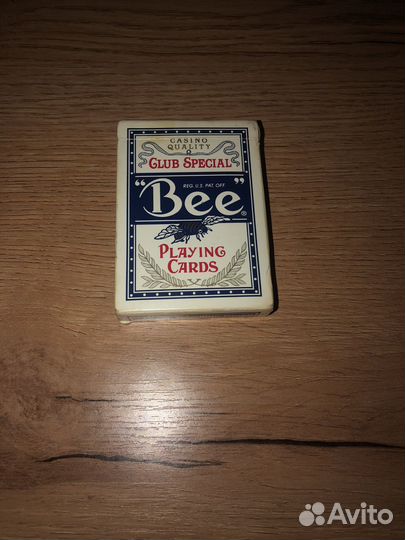 CASINO
QUALITY
CLUB SPECIAL
REG. U.S. PAT. OFF.
"Bee"®
PLAYING
CARDS
Avito